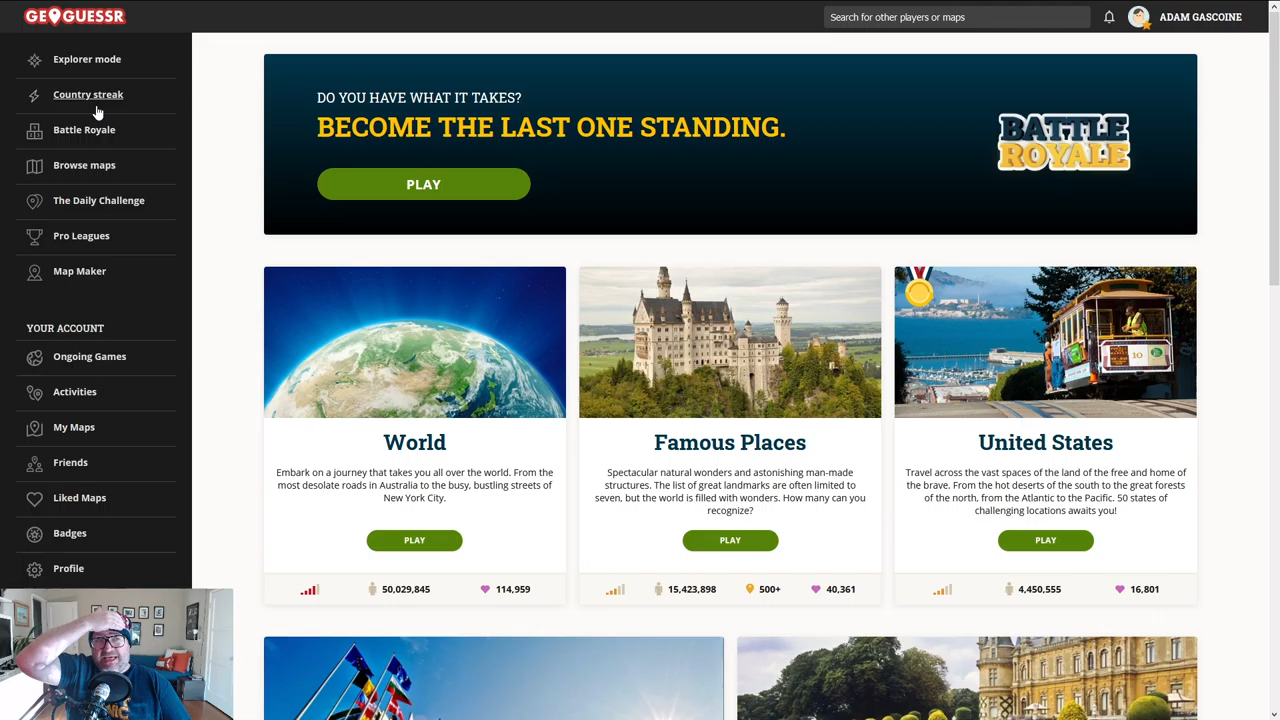 GEOGUESSR
Search for other players or maps
ADAM GASCOINE
Explorer mode
Country streak
Battle Royale
Browse maps
The Daily Challenge
Pro Leagues
Map Maker
YOUR ACCOUNT
Ongoing Games
Activities
My Maps
Friends
Liked Maps
Badges
Profile
DO YOU HAVE WHAT IT TAKES?
BECOME THE LAST ONE STANDING.
PLAY
BATTLE
ROYALE
World
Embark on a journey that takes you all over the world. From the
most desolate roads in Australia to the busy, bustling streets of
New York City.
PLAY
50,029,845
114,959
Famous Places
Spectacular natural wonders and astonishing man-made
structures. The list of great landmarks are often limited to
seven, but the world is filled with wonders. How many can you
recognize?
PLAY
15,423,898
500+
40,361
10
United States
Travel across the vast spaces of the land of the free and home of
the brave. From the hot deserts of the south to the great forests
of the north, from the Atlantic to the Pacific. 50 states of
challenging locations awaits you!
PLAY
4,450,555
16,801